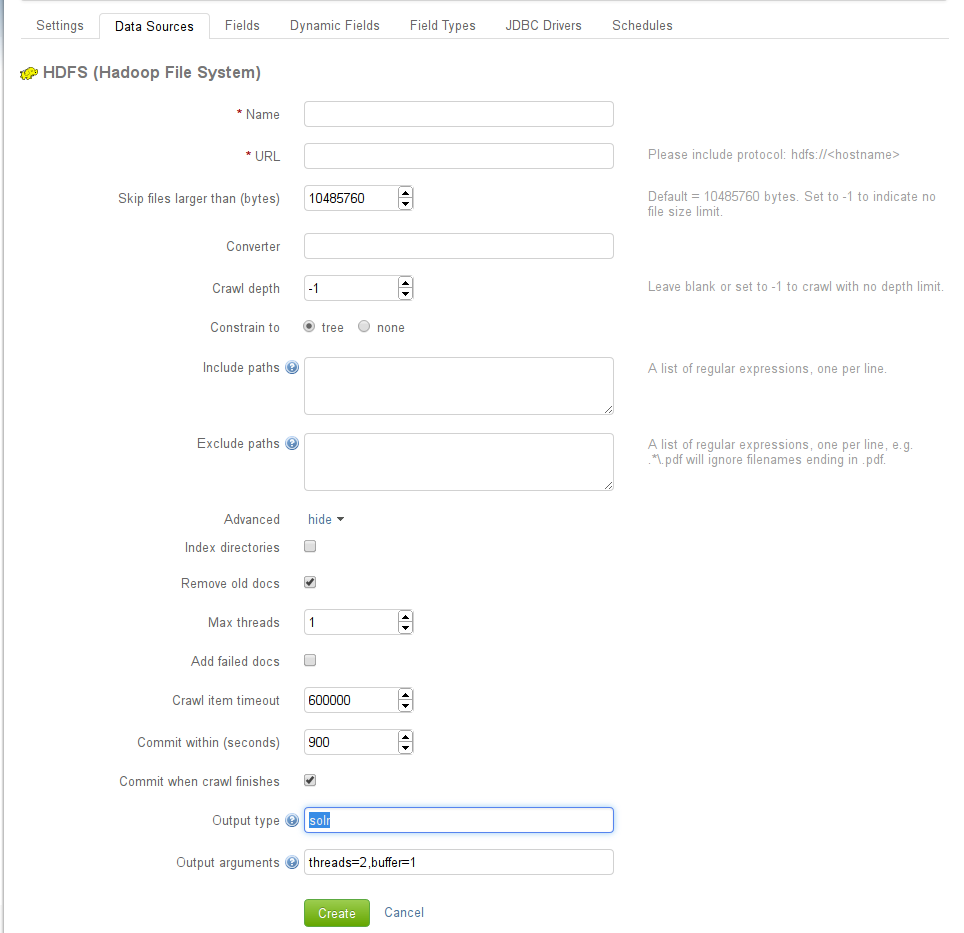 Settings Data Sources Fields Dynamic Fields Field Types JDBC Drivers Schedules
HDFS (Hadoop File System)
* Name
* URL Please include protocol: hdfs://<hostname>
Skip files larger than (bytes) 10485760 Default = 10485760 bytes. Set to -1 to indicate no
file size limit.
Converter
Crawl depth -1 Leave blank or set to -1 to crawl with no depth limit.
Constrain to tree none
Include paths ? A list of regular expressions, one per line.
Exclude paths ? A list of regular expressions, one per line, e.g.
.*\.pdf will ignore filenames ending in .pdf.
Advanced hide
Index directories
Remove old docs
Max threads 1
Add failed docs
Crawl item timeout 600000
Commit within (seconds) 900
Commit when crawl finishes
Output type ? solr
Output arguments ? threads=2,buffer=1
Create Cancel